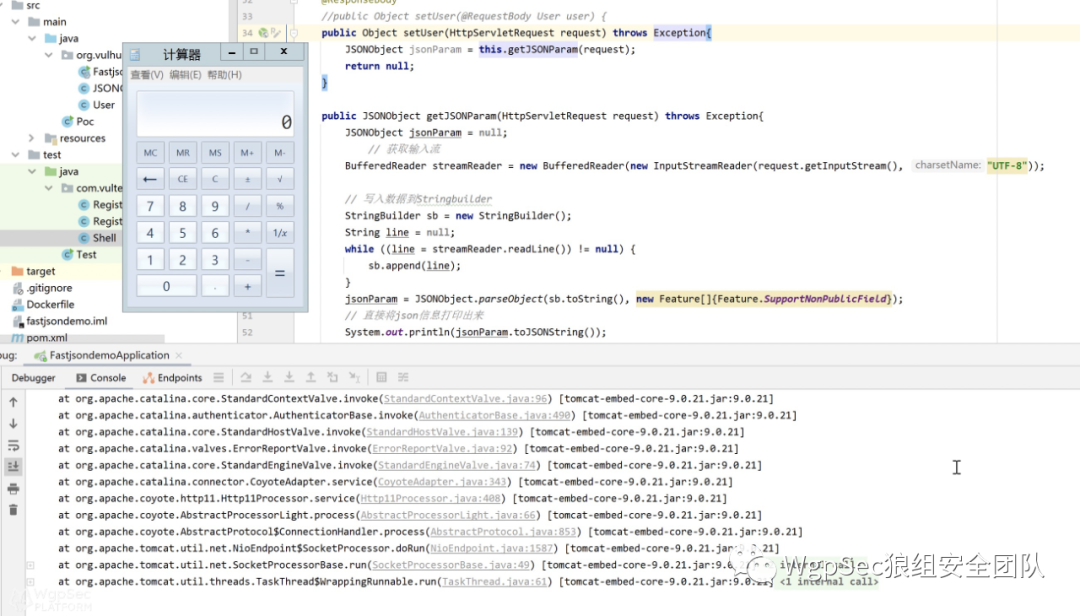 src
main
java
org.vulhu
Fastjs
JSONO
User
Poc
resources
test
java
com.vulte
Regist
Regist
Shell
Test
target
.gitignore
Dockerfile
fastjsondemo.iml
pom.xml
计算器
查看(V) 编辑(E) 帮助(H)
0
MC MR MS M+ M-
← CE C ± √
7 8 9 / %
4 5 6 * 1/x
1 2 3 - =
0 . +
@ResponseBody
33 //public Object setUser(@RequestBody User user) {
34 public Object setUser(HttpServletRequest request) throws Exception{
JSONObject jsonParam = this.getJSONParam(request);
return null;
}
public JSONObject getJSONParam(HttpServletRequest request) throws Exception{
JSONObject jsonParam = null;
// 获取输入流
BufferedReader streamReader = new BufferedReader(new InputStreamReader(request.getInputStream(), charsetName: "UTF-8"));
// 写入数据到Stringbuilder
StringBuilder sb = new StringBuilder();
String line = null;
while ((line = streamReader.readLine()) != null) {
sb.append(line);
}
jsonParam = JSONObject.parseObject(sb.toString(), new Feature[]{Feature.SupportNonPublicField});
51 // 直接将json信息打印出来
52 System.out.println(jsonParam.toJSONString());
bug: FastjsondemoApplication ×
Debugger Console Endpoints
at org.apache.catalina.core.StandardContextValve.invoke(StandardContextValve.java:96) [tomcat-embed-core-9.0.21.jar:9.0.21]
at org.apache.catalina.authenticator.AuthenticatorBase.invoke(AuthenticatorBase.java:490) [tomcat-embed-core-9.0.21.jar:9.0.21]
at org.apache.catalina.core.StandardHostValve.invoke(StandardHostValve.java:139) [tomcat-embed-core-9.0.21.jar:9.0.21]
at org.apache.catalina.valves.ErrorReportValve.invoke(ErrorReportValve.java:92) [tomcat-embed-core-9.0.21.jar:9.0.21]
at org.apache.catalina.core.StandardEngineValve.invoke(StandardEngineValve.java:74) [tomcat-embed-core-9.0.21.jar:9.0.21]
at org.apache.catalina.connector.CoyoteAdapter.service(CoyoteAdapter.java:343) [tomcat-embed-core-9.0.21.jar:9.0.21]
at org.apache.coyote.http11.Http11Processor.service(Http11Processor.java:408) [tomcat-embed-core-9.0.21.jar:9.0.21]
at org.apache.coyote.AbstractProcessorLight.process(AbstractProcessorLight.java:66) [tomcat-embed-core-9.0.21.jar:9.0.21]
at org.apache.coyote.AbstractProtocol$ConnectionHandler.process(AbstractProtocol.java:853) [tomcat-embed-core-9.0.21.jar:9.0.21]
at org.apache.tomcat.util.net.NioEndpoint$SocketProcessor.doRun(NioEndpoint.java:1587) [tomcat-embed-core-9.0.21.jar:9.0.21]
at org.apache.tomcat.util.net.SocketProcessorBase.run(SocketProcessorBase.java:49) [tomcat-embed-core-9.0.21.jar:9.0
at org.apache.tomcat.util.threads.TaskThread$WrappingRunnable.run(TaskThread.java:61) [tomcat-embed-core-9.0.21.jar:9.0.21] <1 internal call>
WgpSec狼组安全团队
WgpSec
PLATFORM